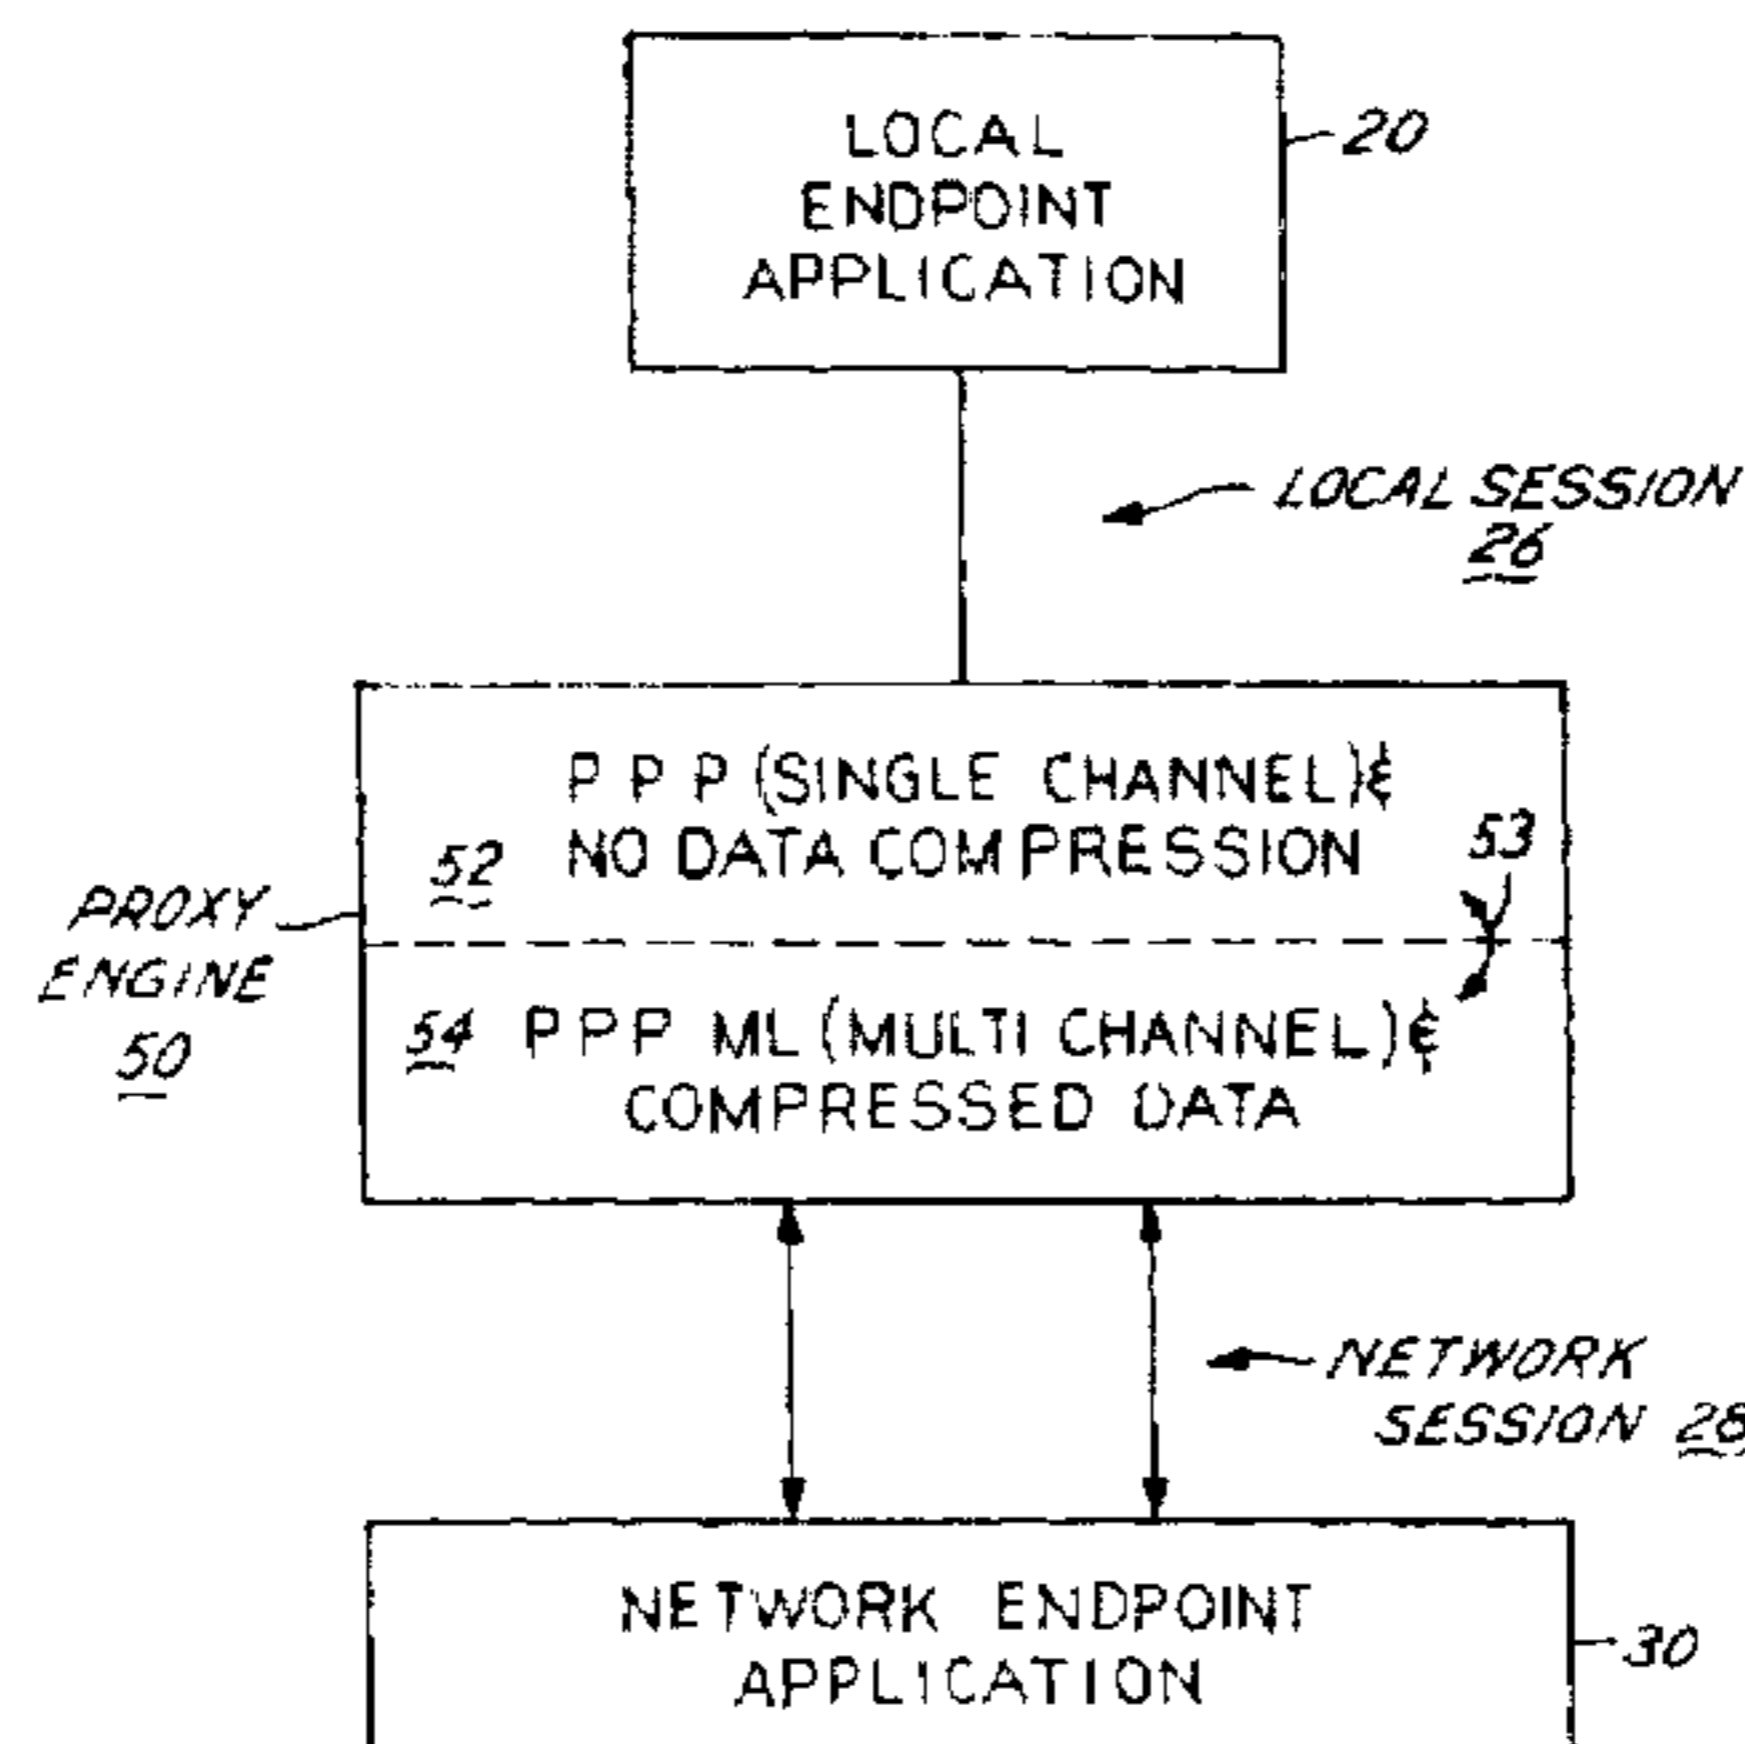 LOCAL
ENDPOINT
APPLICATION
20
LOCAL SESSION
26
P P P (SINGLE CHANNEL) &
NO DATA COMPRESSION
52
53
PROXY
ENGINE
50
54 PPP ML (MULTI CHANNEL) &
COMPRESSED DATA
NETWORK
SESSION 28
NETWORK ENDPOINT
APPLICATION
30